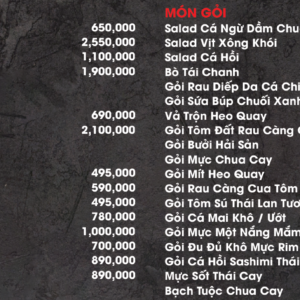 MÓN GỎI
650,000 Salad Cá Ngừ Dầm Chu
2,550,000 Salad Vịt Xông Khói
1,100,000 Salad Cá Hồi
1,900,000 Bò Tái Chanh
Gỏi Rau Diếp Da Cá Chi
Gỏi Sứa Búp Chuối Xanh
690,000 Vả Trộn Heo Quay
2,100,000 Gỏi Tôm Đất Rau Càng C
Gỏi Bưởi Hải Sản
Gỏi Mực Chua Cay
495,000 Gỏi Mít Heo Quay
590,000 Gỏi Rau Càng Cua Tôm
495,000 Gỏi Tôm Sú Thái Lan Tươ
780,000 Gỏi Cá Mai Khô / Ướt
1,000,000 Gỏi Mực Một Nắng Mắm
700,000 Gỏi Đu Đủ Khô Mực Rim
890,000 Gỏi Cá Hồi Sashimi Thái
890,000 Mực Sốt Thái Cay
Bạch Tuộc Chua Cay